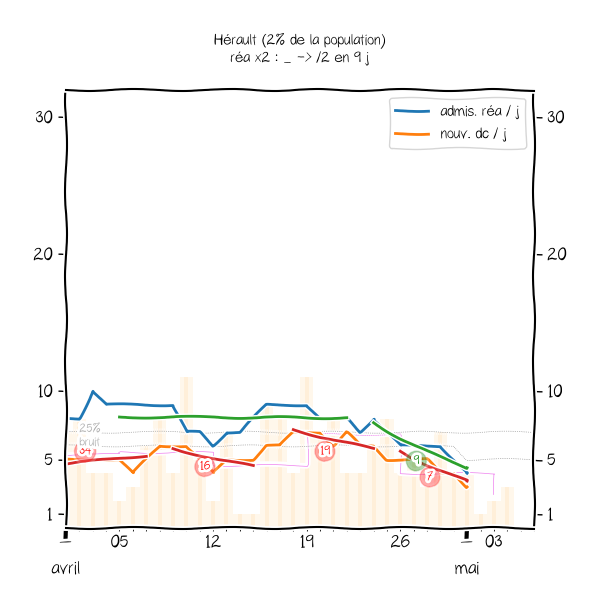 Hérault (2% de la population)
réa x2 : _ -> /2 en 9 j
admis. réa / j
nouv. dc / j
30 30
20 20
10 10
25%
bruit
16 19 9 7
5 5
1 1
05 12 19 26 03
avril mai